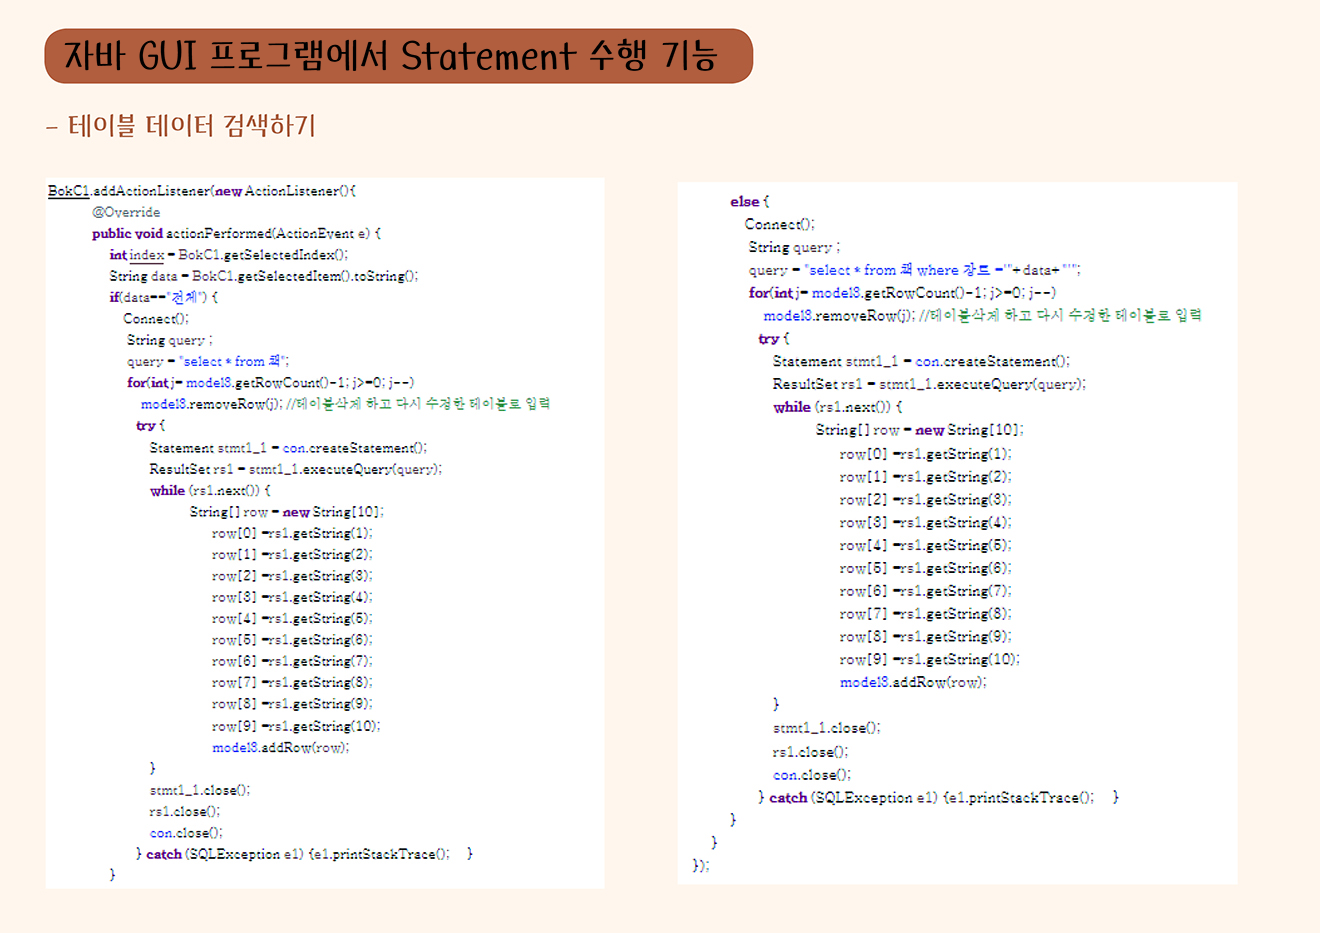 자바 GUI 프로그램에서 Statement 수행 기능
– 테이블 데이터 검색하기
BokC1.addActionListener(new ActionListener(){
@Override
public void actionPerformed(ActionEvent e) {
int index = BokC1.getSelectedIndex();
String data = BokC1.getSelectedItem().toString();
if(data=="전체") {
Connect();
String query ;
query = "select * from 책";
for(int j= model3.getRowCount()-1; j>=0; j--)
model3.removeRow(j); //테이블삭제 하고 다시 수정한 테이블로 입력
try {
Statement stmt1_1 = con.createStatement();
ResultSet rs1 = stmt1_1.executeQuery(query);
while (rs1.next()) {
String[] row = new String[10];
row[0] =rs1.getString(1);
row[1] =rs1.getString(2);
row[2] =rs1.getString(3);
row[3] =rs1.getString(4);
row[4] =rs1.getString(5);
row[5] =rs1.getString(6);
row[6] =rs1.getString(7);
row[7] =rs1.getString(8);
row[8] =rs1.getString(9);
row[9] =rs1.getString(10);
model3.addRow(row);
}
stmt1_1.close();
rs1.close();
con.close();
} catch (SQLException e1) {e1.printStackTrace(); }
}
else {
Connect();
String query ;
query = "select * from 책 where 장르 ='"+ data+ "'";
for(int j= model3.getRowCount()-1; j>=0; j--)
model3.removeRow(j); //테이블삭제 하고 다시 수정한 테이블로 입력
try {
Statement stmt1_1 = con.createStatement();
ResultSet rs1 = stmt1_1.executeQuery(query);
while (rs1.next()) {
String[] row = new String[10];
row[0] =rs1.getString(1);
row[1] =rs1.getString(2);
row[2] =rs1.getString(3);
row[3] =rs1.getString(4);
row[4] =rs1.getString(5);
row[5] =rs1.getString(6);
row[6] =rs1.getString(7);
row[7] =rs1.getString(8);
row[8] =rs1.getString(9);
row[9] =rs1.getString(10);
model3.addRow(row);
}
stmt1_1.close();
rs1.close();
con.close();
} catch (SQLException e1) {e1.printStackTrace(); }
}
}
});